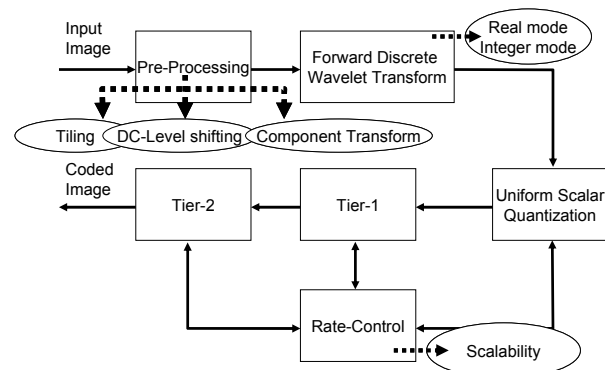 Input
Image
Pre-Processing
Forward Discrete
Wavelet Transform
Real mode
Integer mode
Tiling
DC-Level shifting
Component Transform
Coded
Image
Tier-2
Tier-1
Uniform Scalar
Quantization
Rate-Control
Scalability